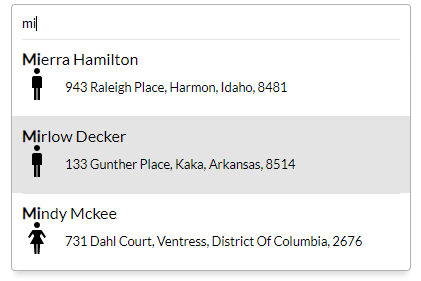 mi
Mierra Hamilton
943 Raleigh Place, Harmon, Idaho, 8481
Mirlow Decker
133 Gunther Place, Kaka, Arkansas, 8514
Mindy Mckee
731 Dahl Court, Ventress, District Of Columbia, 2676